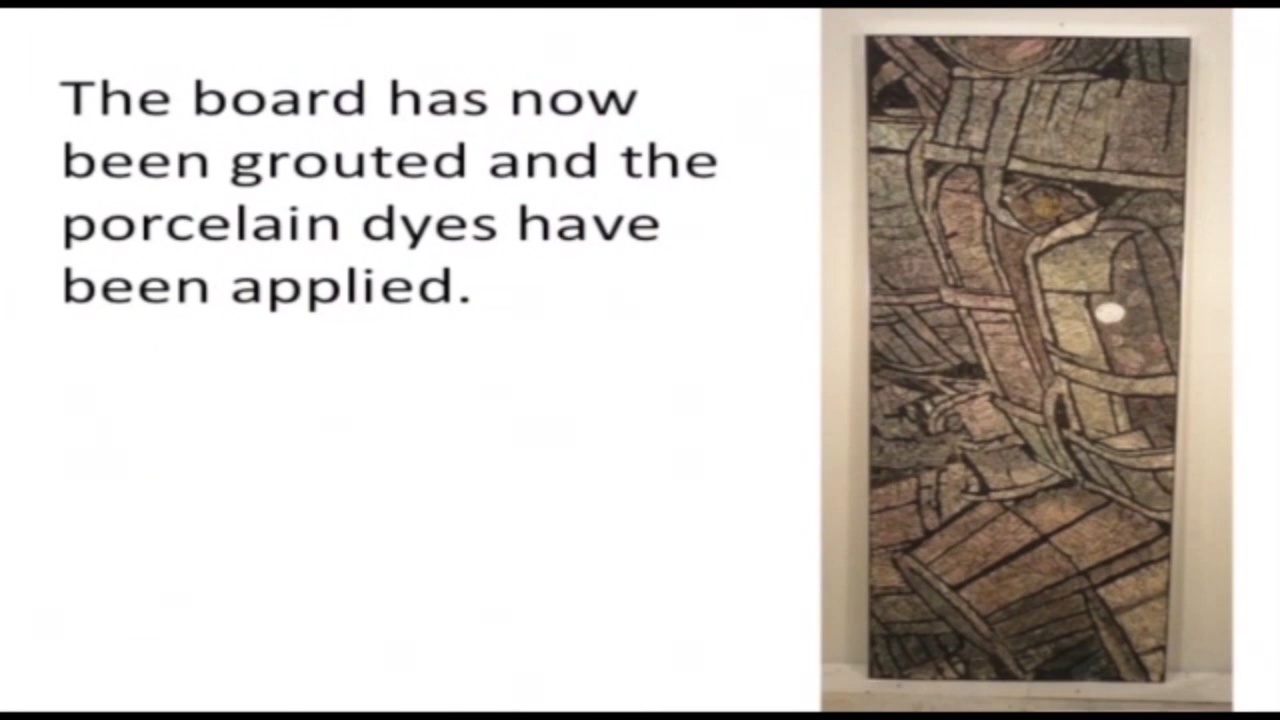 The board has now
been grouted and the
porcelain dyes have
been applied.